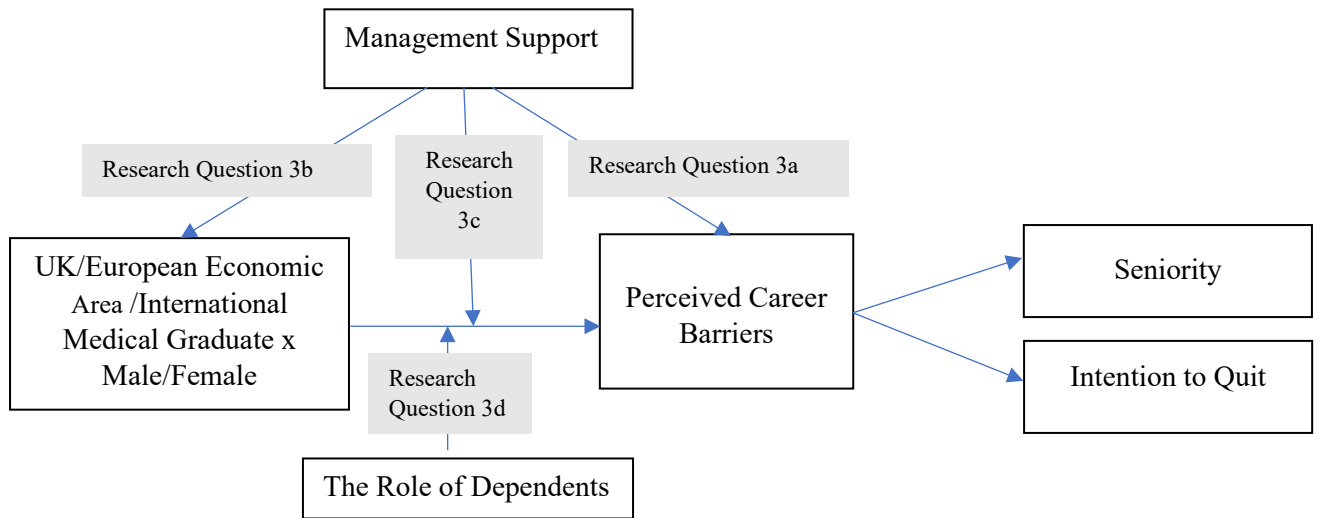 Management Support
Research Question 3b
Research
Question
3c
Research Question 3a
UK/European Economic
Area /International
Medical Graduate x
Male/Female
Perceived Career
Barriers
Seniority
Intention to Quit
Research
Question 3d
The Role of Dependents